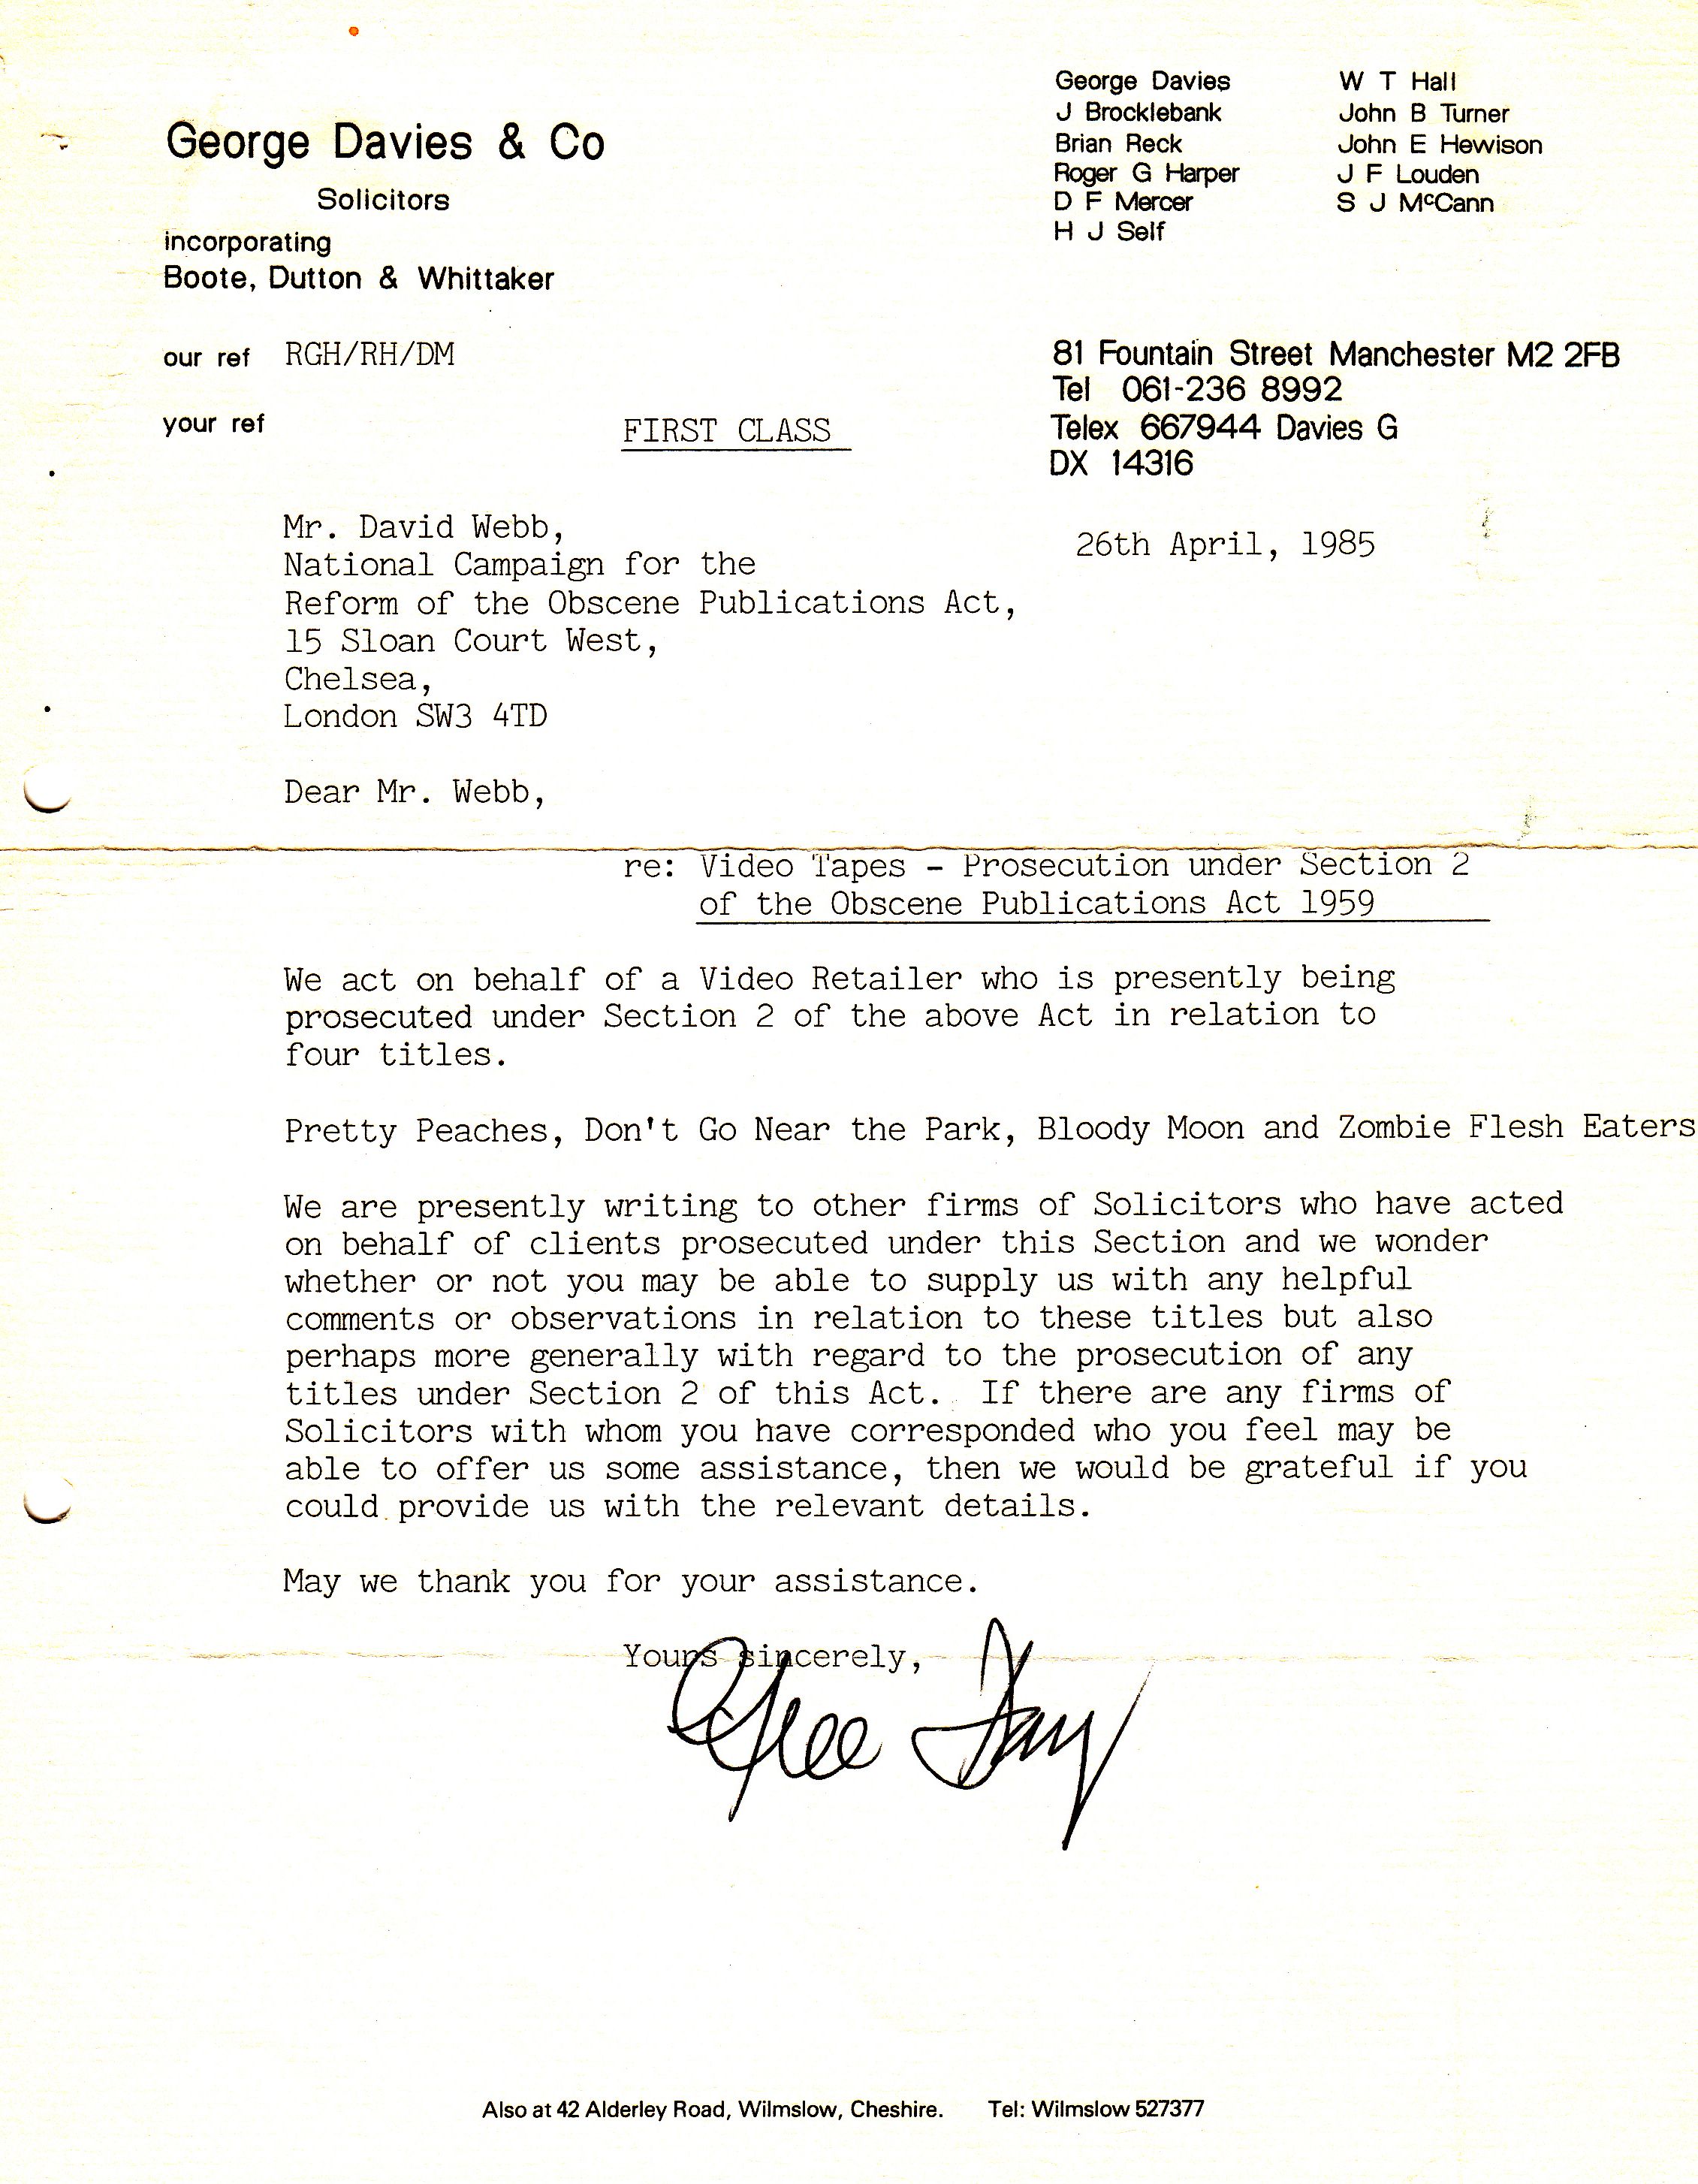 George Davies & Co
Solicitors
incorporating
Boote, Dutton & Whittaker
George Davies
J Brocklebank
Brian Reck
Roger G Harper
D F Mercer
H J Self
W T Hall
John B Turner
John E Hewison
J F Louden
S J McCann
our ref RGH/RH/DM
your ref
FIRST CLASS
81 Fountain Street Manchester M2 2FB
Tel 061-236 8992
Telex 667944 Davies G
DX 14316
26th April, 1985
Mr. David Webb,
National Campaign for the
Reform of the Obscene Publications Act,
15 Sloan Court West,
Chelsea,
London SW3 4TD
Dear Mr. Webb,
re: Video Tapes - Prosecution under Section 2
of the Obscene Publications Act 1959
We act on behalf of a Video Retailer who is presently being
prosecuted under Section 2 of the above Act in relation to
four titles.
Pretty Peaches, Don't Go Near the Park, Bloody Moon and Zombie Flesh Eaters
We are presently writing to other firms of Solicitors who have acted
on behalf of clients prosecuted under this Section and we wonder
whether or not you may be able to supply us with any helpful
comments or observations in relation to these titles but also
perhaps more generally with regard to the prosecution of any
titles under Section 2 of this Act. If there are any firms of
Solicitors with whom you have corresponded who you feel may be
able to offer us some assistance, then we would be grateful if you
could provide us with the relevant details.
May we thank you for your assistance.
Yours sincerely,
Also at 42 Alderley Road, Wilmslow, Cheshire. Tel: Wilmslow 527377